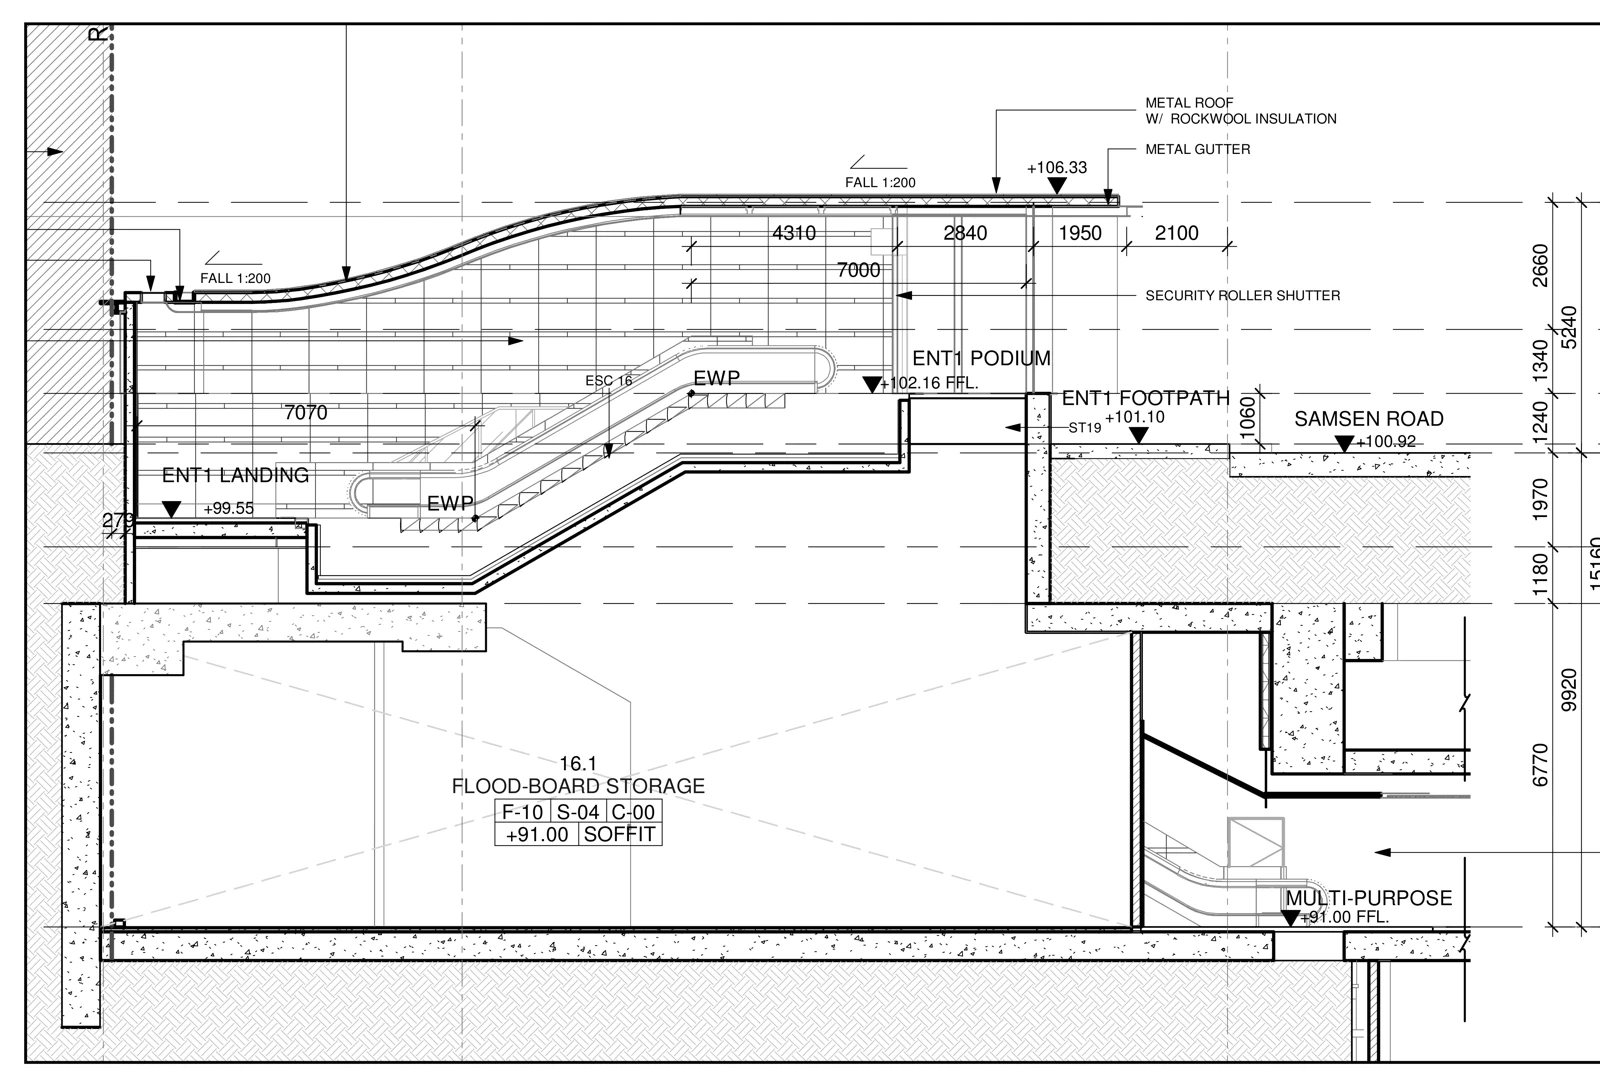 R
METAL ROOF
W/ ROCKWOOL INSULATION
METAL GUTTER
+106.33
FALL 1:200
4310
2840
1950
2100
FALL 1:200
7000
SECURITY ROLLER SHUTTER
2660
5240
ENT1 PODIUM
+102.16 FFL.
1340
ESC 16
EWP
ENT1 FOOTPATH
+101.10
7070
ST19
1060
1240
SAMSEN ROAD
+100.92
ENT1 LANDING
+99.55
EWP
279
1970
1180
15160
16.1
FLOOD-BOARD STORAGE
F-10 S-04 C-00
+91.00 SOFFIT
9920
6770
MULTI-PURPOSE
+91.00 FFL.